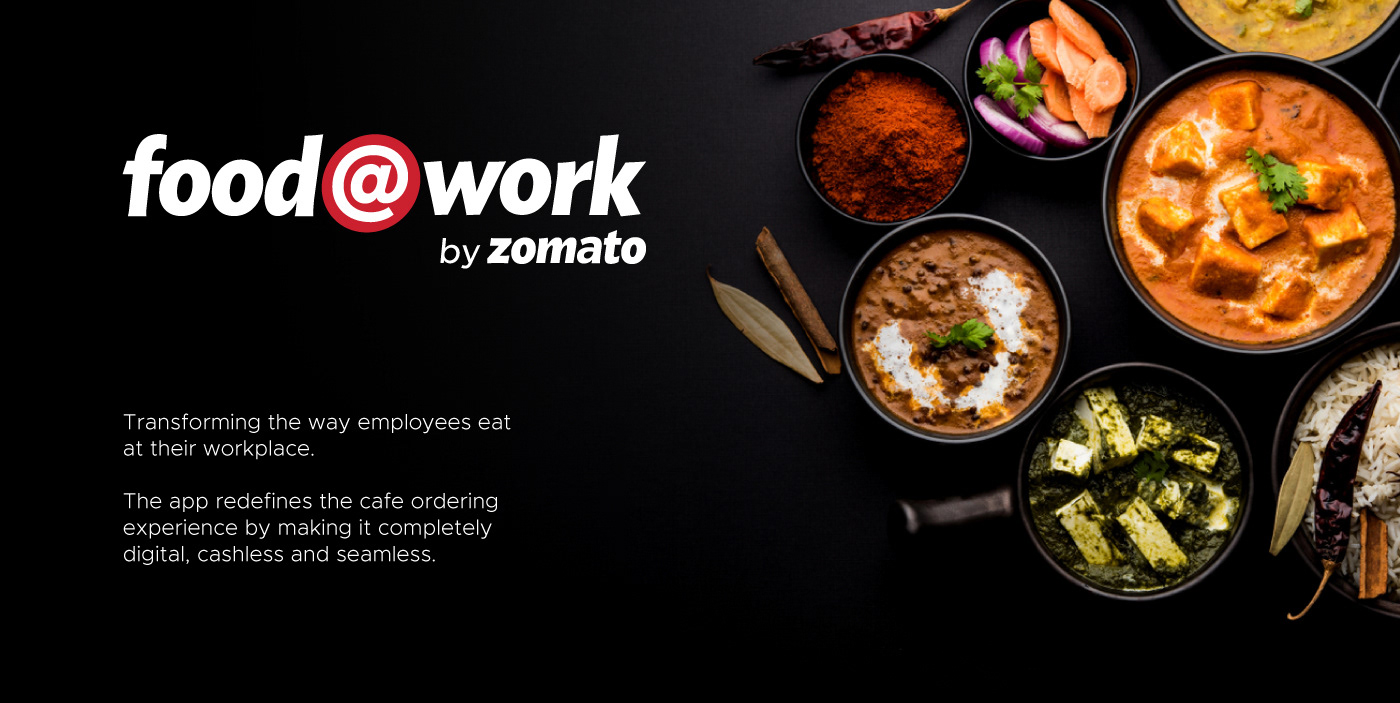 food@work
by zomato
Transforming the way employees eat
at their workplace.
The app redefines the cafe ordering
experience by making it completely
digital, cashless and seamless.